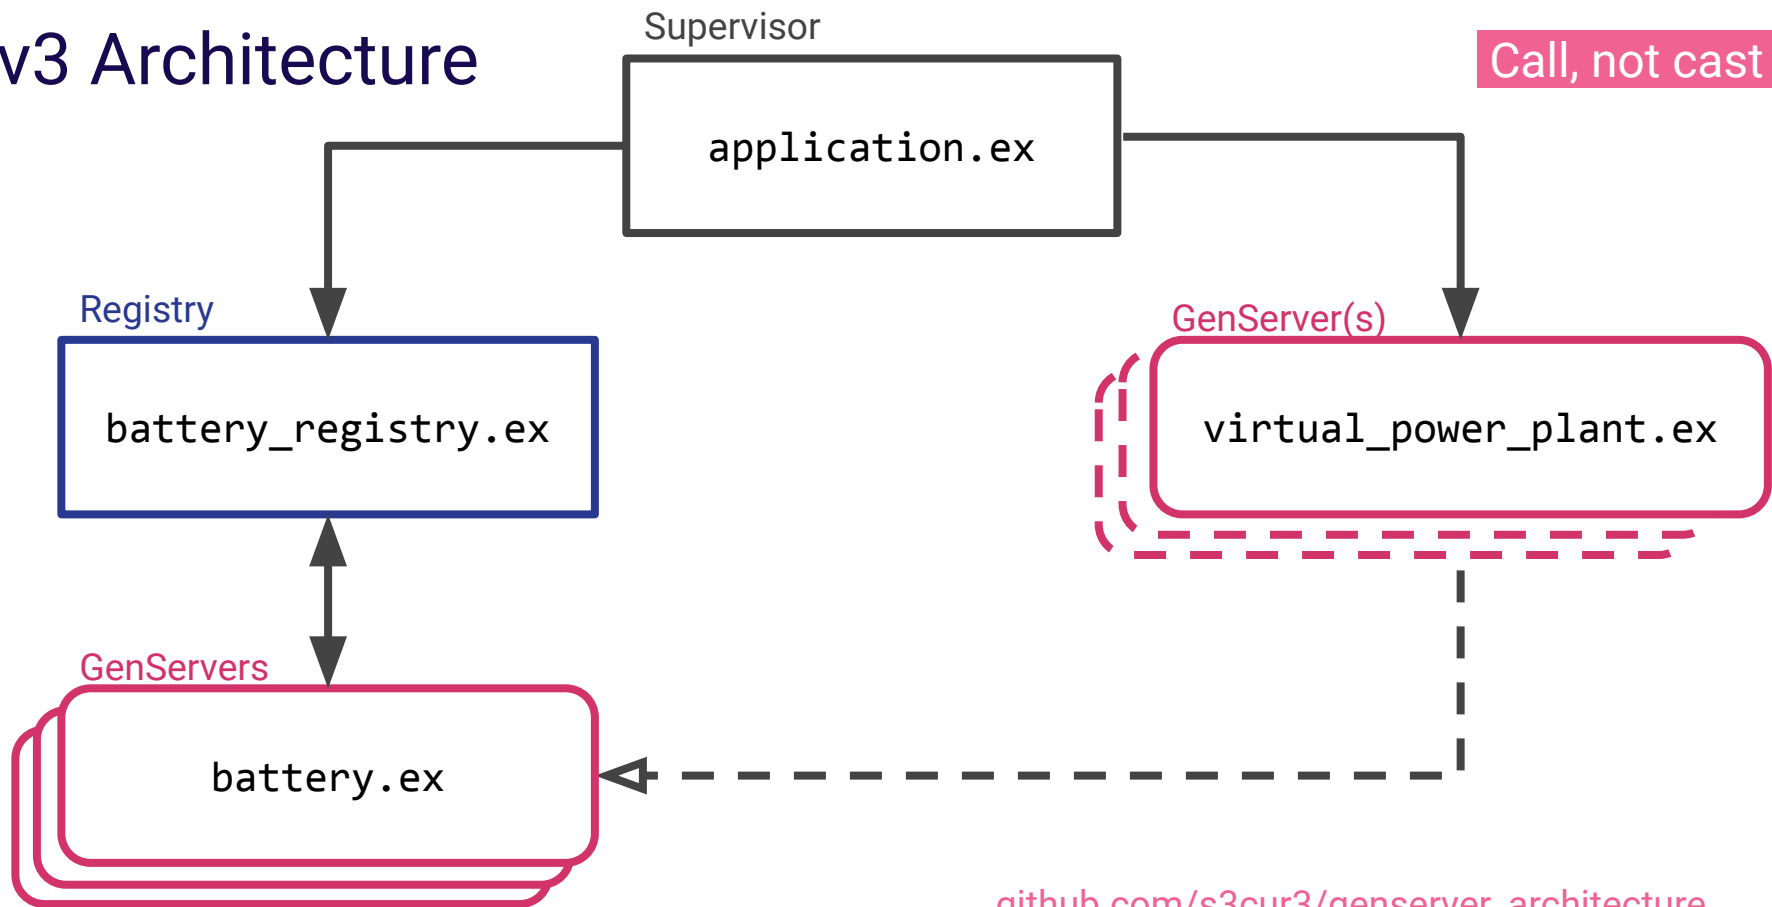 v3 Architecture
Supervisor
Call, not cast
application.ex
Registry
GenServer(s)
battery_registry.ex
virtual_power_plant.ex
GenServers
battery.ex
github.com/s3cur3/genserver_architecture